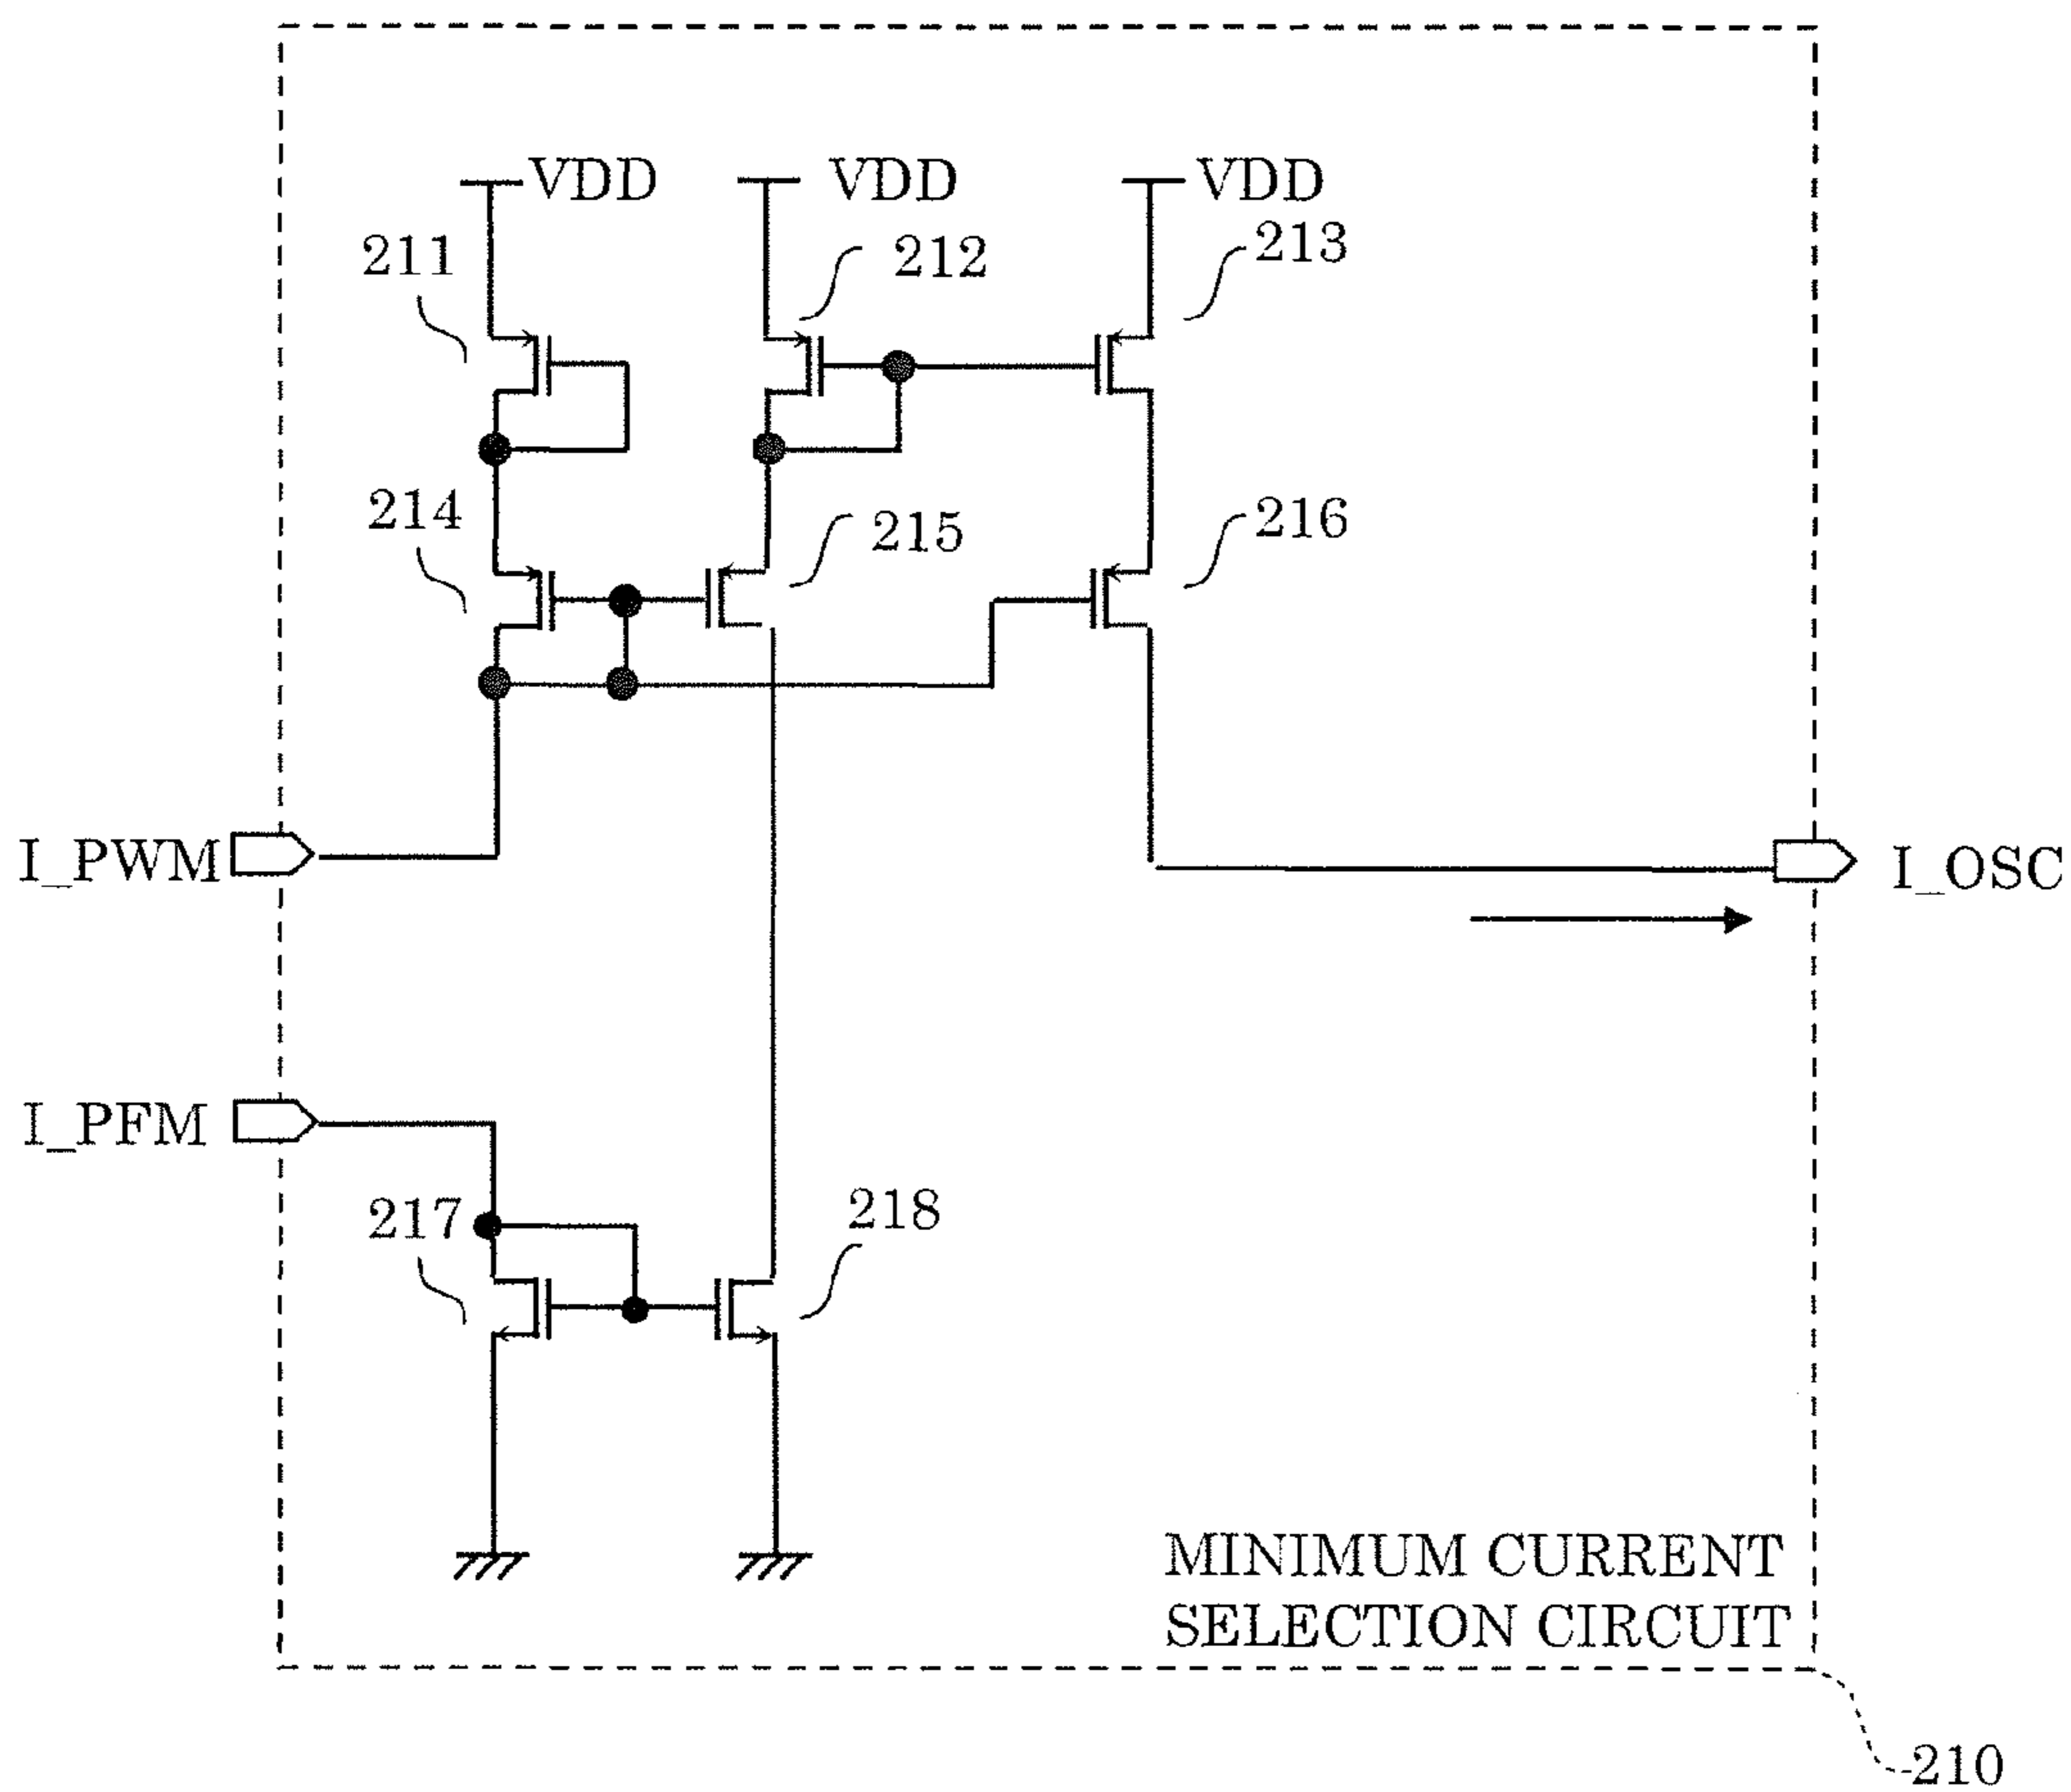 VDD VDD VDD
211 212 213
214 215 216
I_PWM
I_OSC
I_PFM
217 218
MINIMUM CURRENT
SELECTION CIRCUIT
210